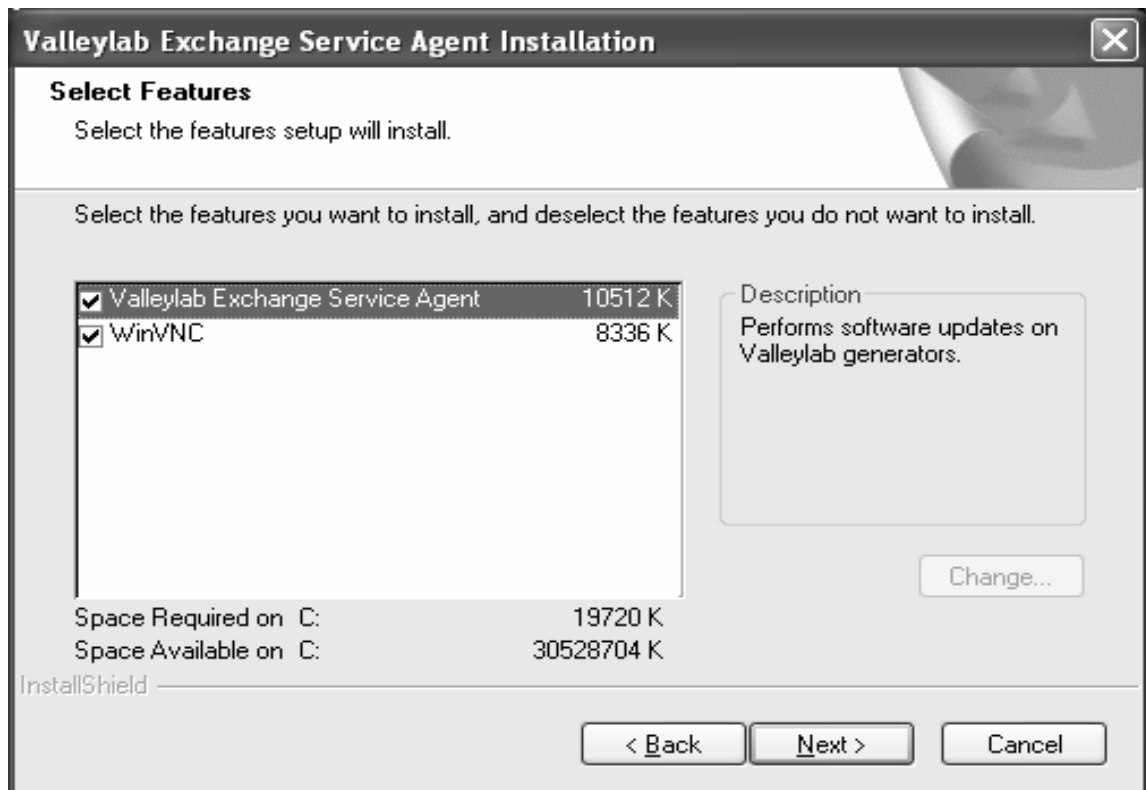 Valleylab Exchange Service Agent Installation
Select Features
Select the features setup will install.
Select the features you want to install, and deselect the features you do not want to install.
Valleylab Exchange Service Agent 10512 K
WinVNC 8336 K
Description
Performs software updates on
Valleylab generators.
Change...
Space Required on C: 19720 K
Space Available on C: 30528704 K
InstallShield
< Back
Next >
Cancel